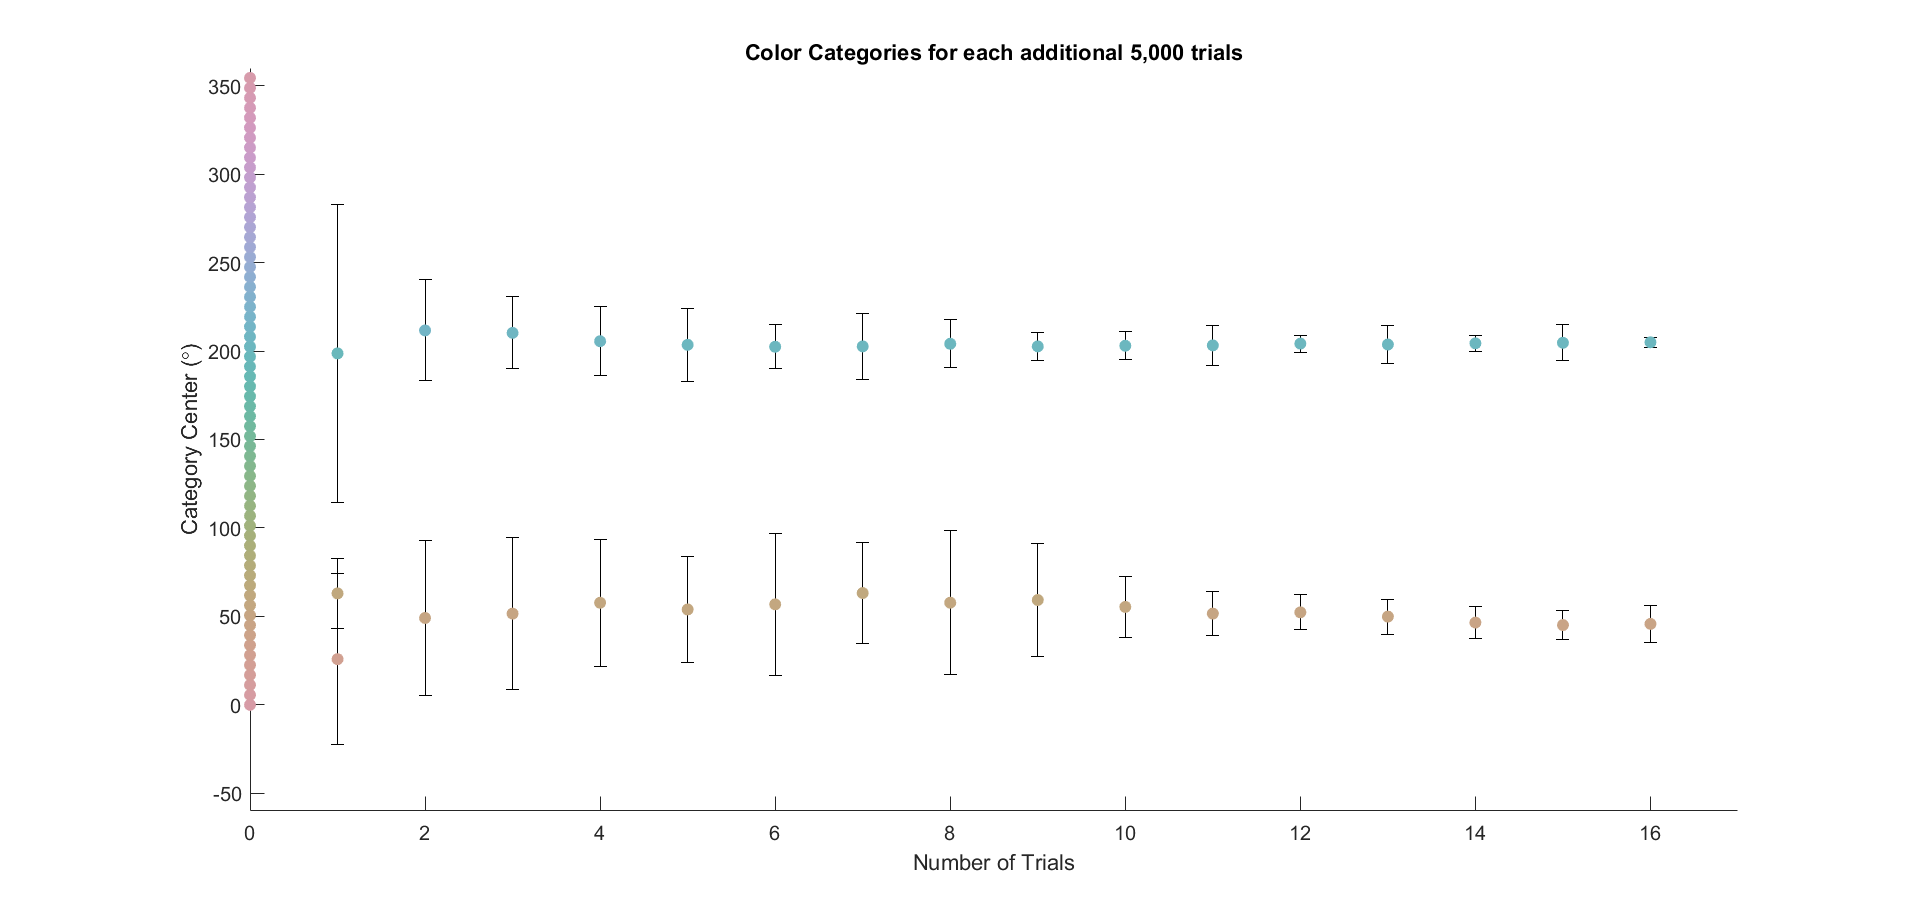 Color Categories for each additional 5,000 trials
350
300
250
200
150
100
50
0
-50
Category Center (°)
0 2 4 6 8 10 12 14 16
Number of Trials